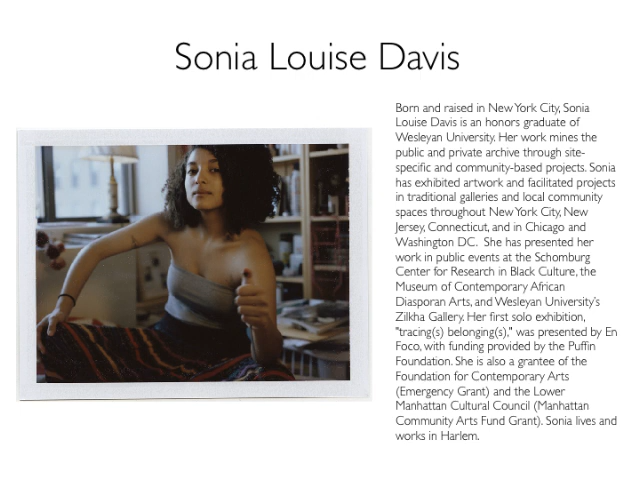 Sonia Louise Davis
Born and raised in New York City, Sonia
Louise Davis is an honors graduate of
Wesleyan University. Her work mines the
public and private archive through site-
specific and community-based projects. Sonia
has exhibited artwork and facilitated projects
in traditional galleries and local community
spaces throughout New York City, New
Jersey, Connecticut, and in Chicago and
Washington DC.  She has presented her
work in public events at the Schomburg
Center for Research in Black Culture, the
Museum of Contemporary African
Diasporan Arts, and Wesleyan University's
Zilkha Gallery. Her first solo exhibition,
"tracing(s) belonging(s)," was presented by En
Foco, with funding provided by the Puffin
Foundation. She is also a grantee of the
Foundation for Contemporary Arts
(Emergency Grant) and the Lower
Manhattan Cultural Council (Manhattan
Community Arts Fund Grant). Sonia lives and
works in Harlem.